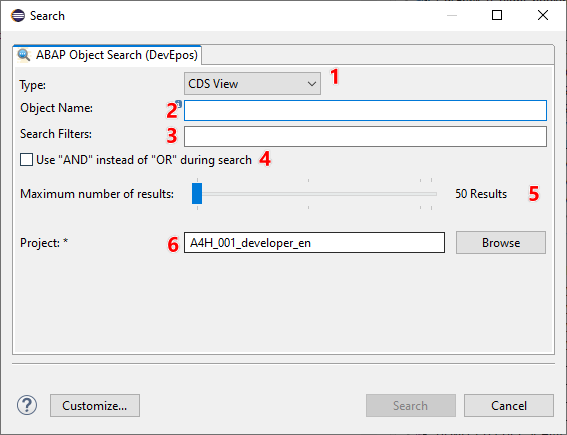 Search
ABAP Object Search (DevEpos)
Type: CDS View 1
Object Name: 2
Search Filters: 3
Use "AND" instead of "OR" during search 4
Maximum number of results: 50 Results 5
Project: * 6 A4H_001_developer_en Browse
? Customize... Search Cancel